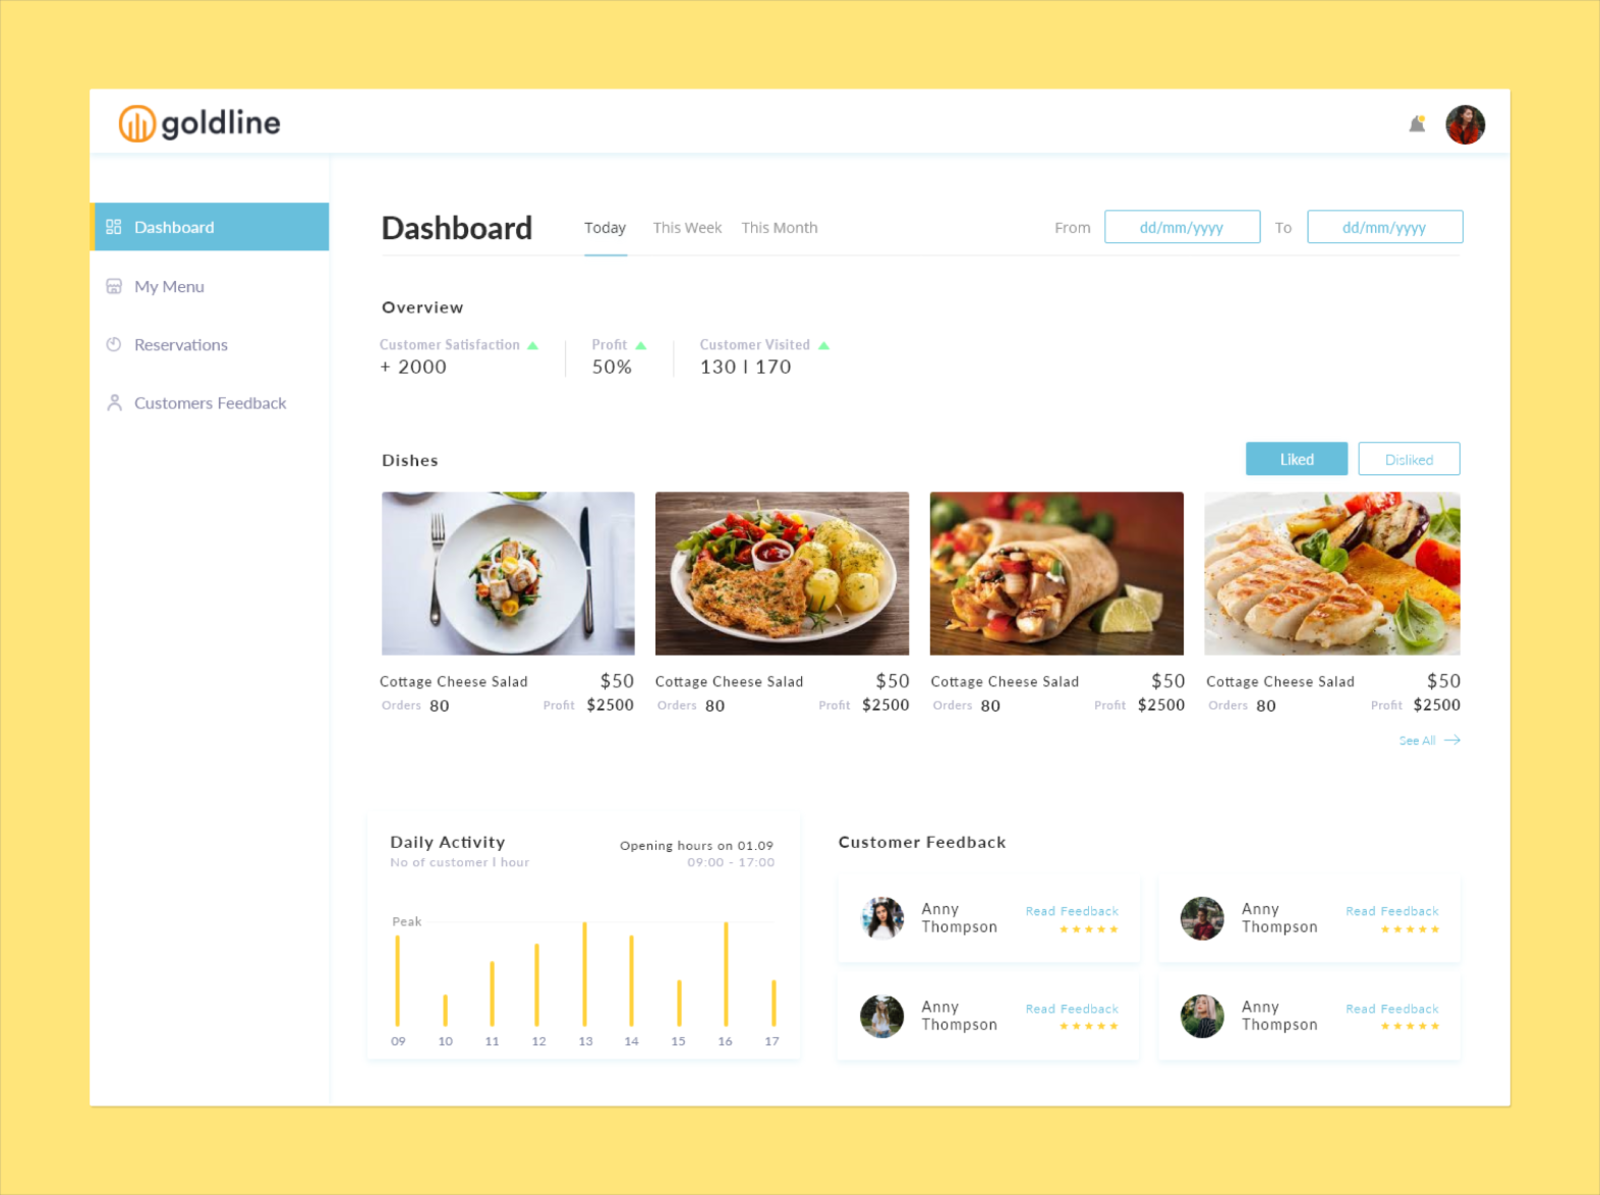 goldline
Dashboard
My Menu
Reservations
Customers Feedback
Dashboard
Today
This Week
This Month
From
dd/mm/yyyy
To
dd/mm/yyyy
Overview
Customer Satisfaction
+ 2000
Profit
50%
Customer Visited
130 | 170
Dishes
Liked
Disliked
Cottage Cheese Salad $50
Orders 80 Profit $2500
Cottage Cheese Salad $50
Orders 80 Profit $2500
Cottage Cheese Salad $50
Orders 80 Profit $2500
Cottage Cheese Salad $50
Orders 80 Profit $2500
See All
Daily Activity
No of customer | hour
Opening hours on 01.09
09:00 - 17:00
Peak
09 10 11 12 13 14 15 16 17
Customer Feedback
Anny
Thompson
Read Feedback
Anny
Thompson
Read Feedback
Anny
Thompson
Read Feedback
Anny
Thompson
Read Feedback